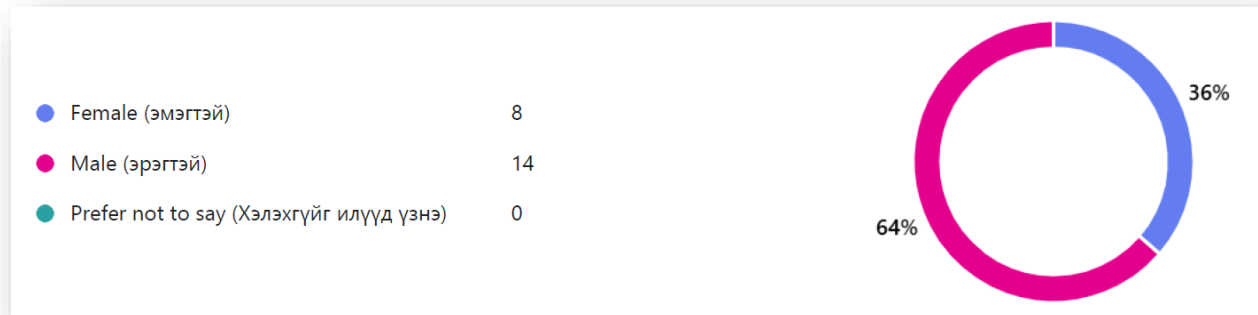 Female (эмэгтэй) 8
Male (эрэгтэй) 14
Prefer not to say (Хэлэхгүйг илүүд үзнэ) 0
36%
64%